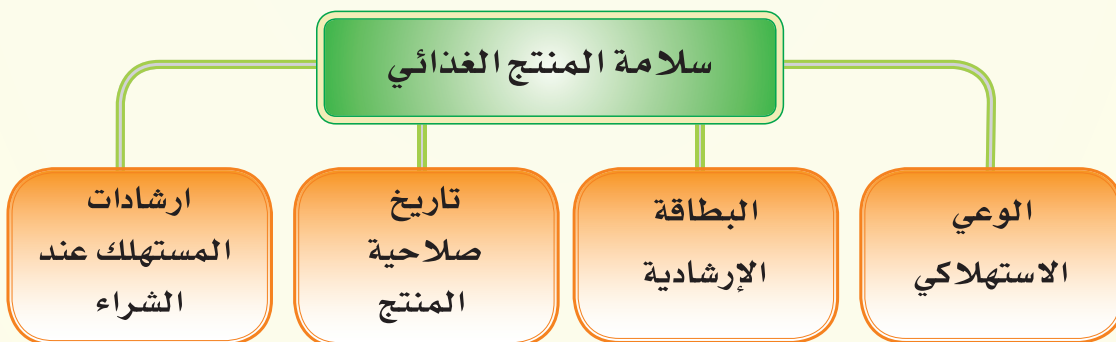 سلامة المنتج الغذائي
الوعي
الاستهلاكي
البطاقة
الإرشادية
تاريخ
صلاحية
المنتج
ارشادات
المستهلك عند
الشراء